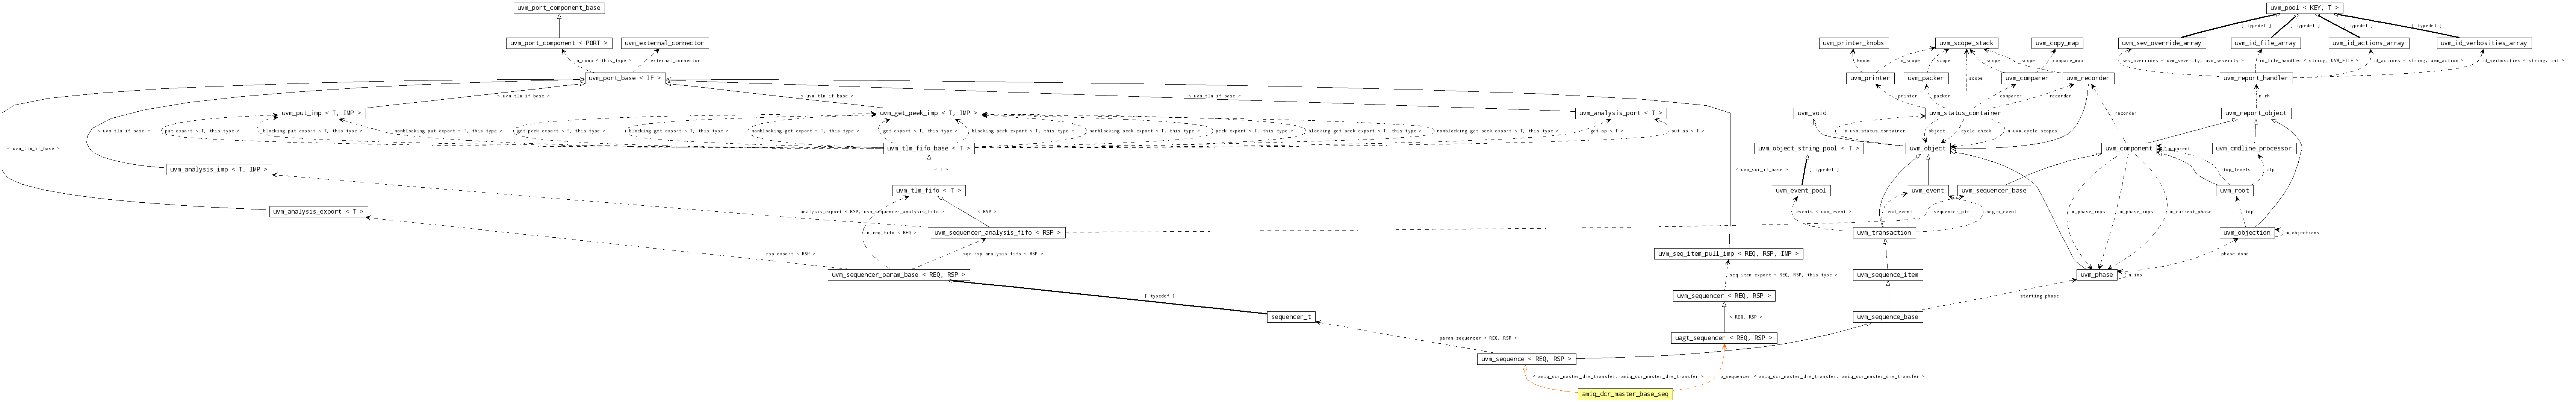 uvm_port_component_base
uvm_pool < KEY, T >
[ typedef ]
[ typedef ]
[ typedef ]
[ typedef ]
uvm_port_component < PORT >
uvm_external_connector
uvm_printer_knobs
uvm_scope_stack
uvm_copy_map
uvm_sev_override_array
uvm_id_file_array
uvm_id_actions_array
uvm_id_verbosities_array
m_comp < this_type >
external_connector
knobs
m_scope
scope
scope
scope
scope
compare_map
sev_overrides < uvm_severity, uvm_severity >
id_file_handles < string, UVM_FILE >
id_actions < string, uvm_action >
id_verbosities < string, int >
uvm_port_base < IF >
uvm_printer
uvm_packer
uvm_comparer
uvm_recorder
uvm_report_handler
< uvm_tlm_if_base >
< uvm_tlm_if_base >
< uvm_tlm_if_base >
printer
packer
comparer
recorder
m_rh
uvm_put_imp < T, IMP >
uvm_get_peek_imp < T, IMP >
uvm_analysis_port < T >
uvm_void
uvm_status_container
uvm_report_object
< uvm_tlm_if_base >
put_export < T, this_type >
blocking_put_export < T, this_type >
nonblocking_put_export < T, this_type >
get_peek_export < T, this_type >
blocking_get_export < T, this_type >
nonblocking_get_export < T, this_type >
get_export < T, this_type >
blocking_peek_export < T, this_type >
nonblocking_peek_export < T, this_type >
peek_export < T, this_type >
blocking_get_peek_export < T, this_type >
nonblocking_get_peek_export < T, this_type >
get_ap < T >
put_ap < T >
m_uvm_status_container
object
cycle_check
m_uvm_cycle_scopes
recorder
< uvm_tlm_if_base >
uvm_tlm_fifo_base < T >
uvm_object_string_pool < T >
uvm_object
uvm_component
m_parent
uvm_cmdline_processor
uvm_analysis_imp < T, IMP >
< T >
< uvm_sqr_if_base >
[ typedef ]
top_levels
clp
uvm_tlm_fifo < T >
uvm_event_pool
uvm_event
uvm_sequencer_base
uvm_root
uvm_analysis_export < T >
analysis_export < RSP, uvm_sequencer_analysis_fifo >
< RSP >
events < uvm_event >
end_event
sequencer_ptr
begin_event
m_phase_imps
m_phase_imps
m_current_phase
top
m_req_fifo < REQ >
uvm_sequencer_analysis_fifo < RSP >
uvm_transaction
uvm_objection
m_objections
rsp_export < RSP >
sqr_rsp_analysis_fifo < RSP >
uvm_seq_item_pull_imp < REQ, RSP, IMP >
phase_done
uvm_sequencer_param_base < REQ, RSP >
seq_item_export < REQ, RSP, this_type >
uvm_sequence_item
uvm_phase
m_imp
[ typedef ]
uvm_sequencer < REQ, RSP >
starting_phase
sequencer_t
< REQ, RSP >
uvm_sequence_base
param_sequencer < REQ, RSP >
uagt_sequencer < REQ, RSP >
uvm_sequence < REQ, RSP >
< amiq_dcr_master_drv_transfer, amiq_dcr_master_drv_transfer >
p_sequencer < amiq_dcr_master_drv_transfer, amiq_dcr_master_drv_transfer >
amiq_dcr_master_base_seq